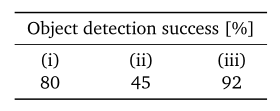 Object detection success [%]
(i) (ii) (iii)
80 45 92